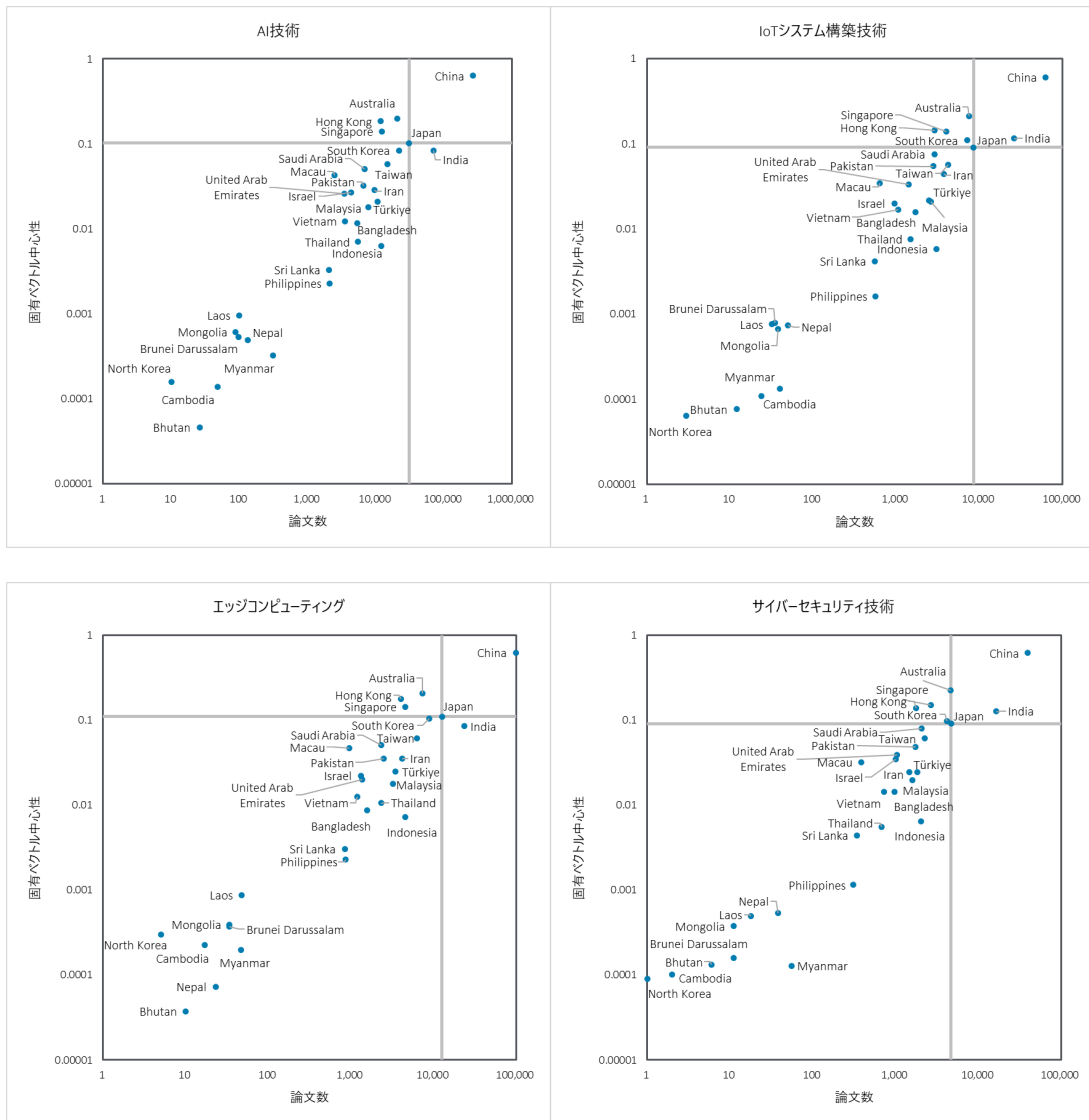 AI技術
1
0.1
0.01
0.001
0.0001
0.00001
固有ベクトル中心性
China
Australia
Hong Kong
Singapore
Japan
South Korea
India
Saudi Arabia
Taiwan
Macau
Pakistan
United Arab
Emirates
Israel
Iran
Malaysia
Türkiye
Vietnam
Bangladesh
Thailand
Indonesia
Sri Lanka
Philippines
Laos
Mongolia
Nepal
Brunei Darussalam
Myanmar
North Korea
Cambodia
Bhutan
1
10
100
1,000
10,000
100,000
1,000,000
論文数
IoTシステム構築技術
1
0.1
0.01
0.001
0.0001
0.00001
固有ベクトル中心性
China
Australia
Singapore
Hong Kong
South Korea
Japan
India
Saudi Arabia
United Arab
Emirates
Pakistan
Taiwan
Iran
Macau
Türkiye
Israel
Vietnam
Bangladesh
Malaysia
Thailand
Indonesia
Sri Lanka
Philippines
Brunei Darussalam
Laos
Nepal
Mongolia
Myanmar
Cambodia
Bhutan
North Korea
1
10
100
1,000
10,000
100,000
論文数
エッジコンピューティング
1
0.1
0.01
0.001
0.0001
0.00001
固有ベクトル中心性
China
Australia
Hong Kong
Singapore
Japan
South Korea
India
Saudi Arabia
Taiwan
Macau
Pakistan
Iran
Israel
Türkiye
United Arab
Emirates
Malaysia
Vietnam
Thailand
Bangladesh
Indonesia
Sri Lanka
Philippines
Laos
Mongolia
Brunei Darussalam
North Korea
Cambodia
Myanmar
Nepal
Bhutan
1
10
100
1,000
10,000
100,000
論文数
サイバーセキュリティ技術
1
0.1
0.01
0.001
0.0001
0.00001
固有ベクトル中心性
China
Australia
Singapore
Hong Kong
India
South Korea
Japan
Saudi Arabia
Taiwan
Pakistan
United Arab
Emirates
Macau
Israel
Iran
Türkiye
Malaysia
Vietnam
Bangladesh
Thailand
Sri Lanka
Indonesia
Philippines
Nepal
Laos
Mongolia
Brunei Darussalam
Bhutan
Myanmar
Cambodia
North Korea
1
10
100
1,000
10,000
100,000
論文数